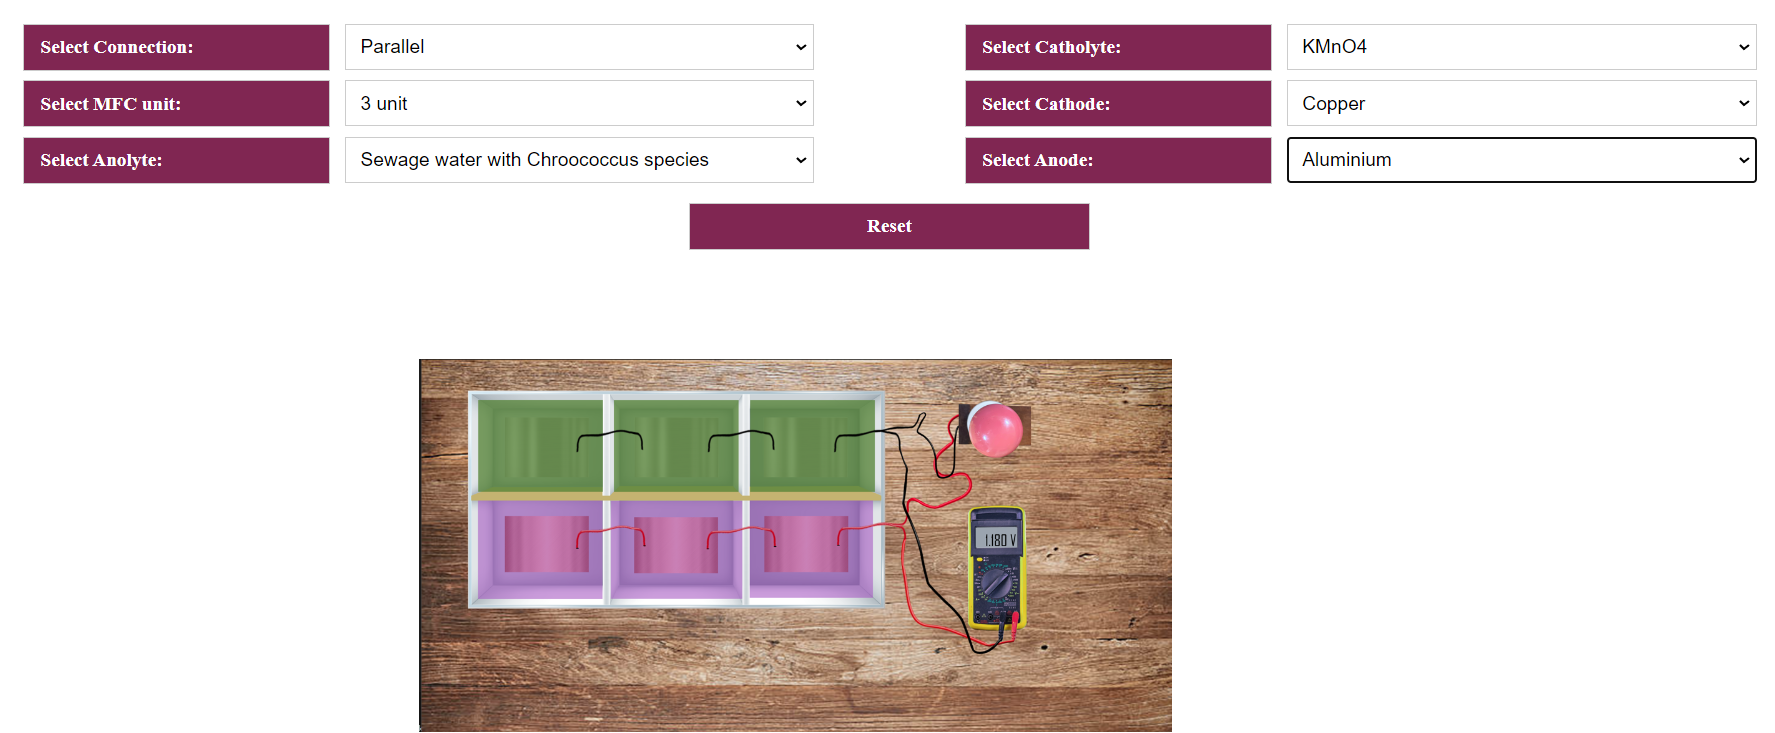 Select Connection: Parallel
Select Catholyte: KMnO4
Select MFC unit: 3 unit
Select Cathode: Copper
Select Anolyte: Sewage water with Chroococcus species
Select Anode: Aluminium
Reset
1.180 V